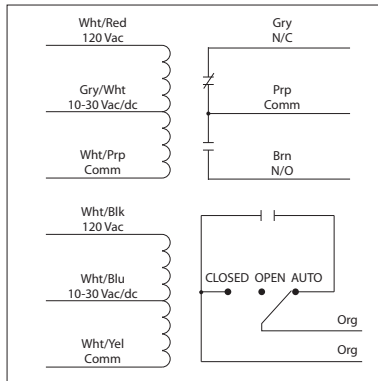 Wht/Red
120 Vac
Gry/Wht
10-30 Vac/dc
Wht/Prp
Comm
Gry
N/C
Prp
Comm
Brn
N/O
Wht/Blk
120 Vac
Wht/Blu
10-30 Vac/dc
Wht/Yel
Comm
CLOSED OPEN AUTO
Org
Org